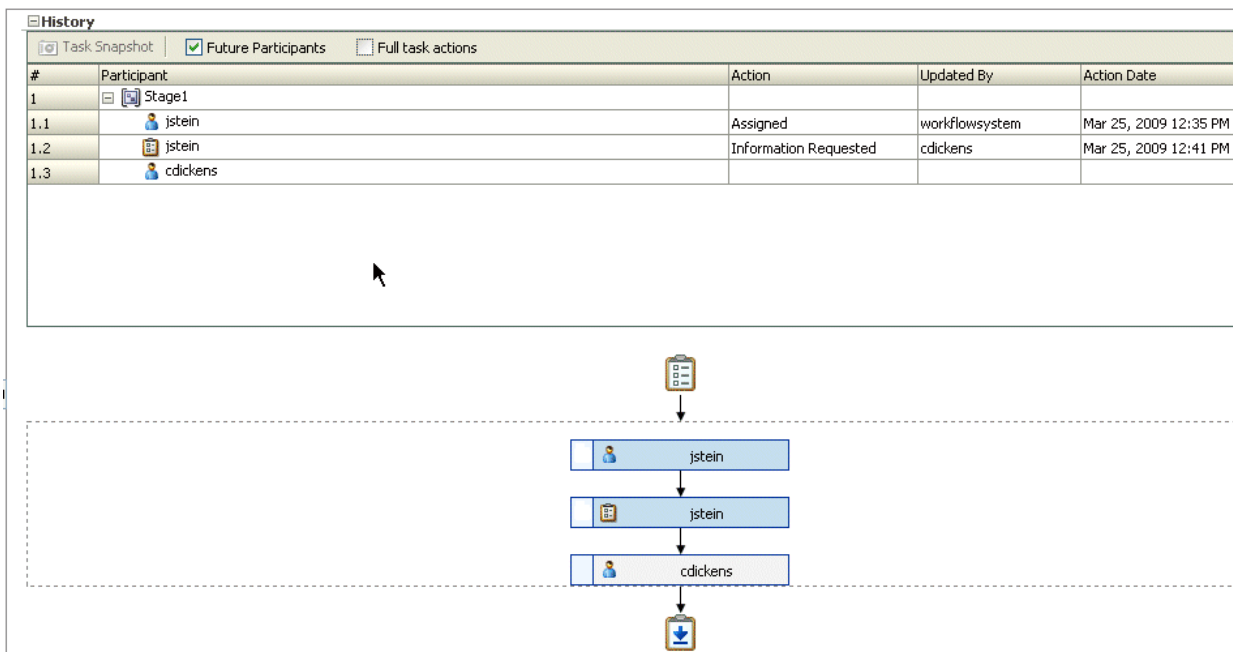 History
Task Snapshot Future Participants Full task actions
# Participant Action Updated By Action Date
1 Stage1
1.1 jstein Assigned workflowsystem Mar 25, 2009 12:35 PM
1.2 jstein Information Requested cdickens Mar 25, 2009 12:41 PM
1.3 cdickens
jstein
jstein
cdickens